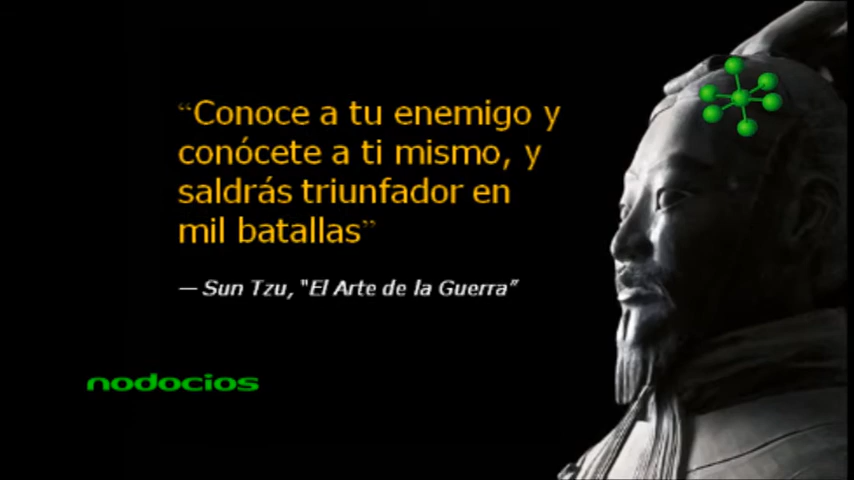 “Conoce a tu enemigo y
conócete a ti mismo, y
saldrás triunfador en
mil batallas”
— Sun Tzu, “El Arte de la Guerra”
nodocios